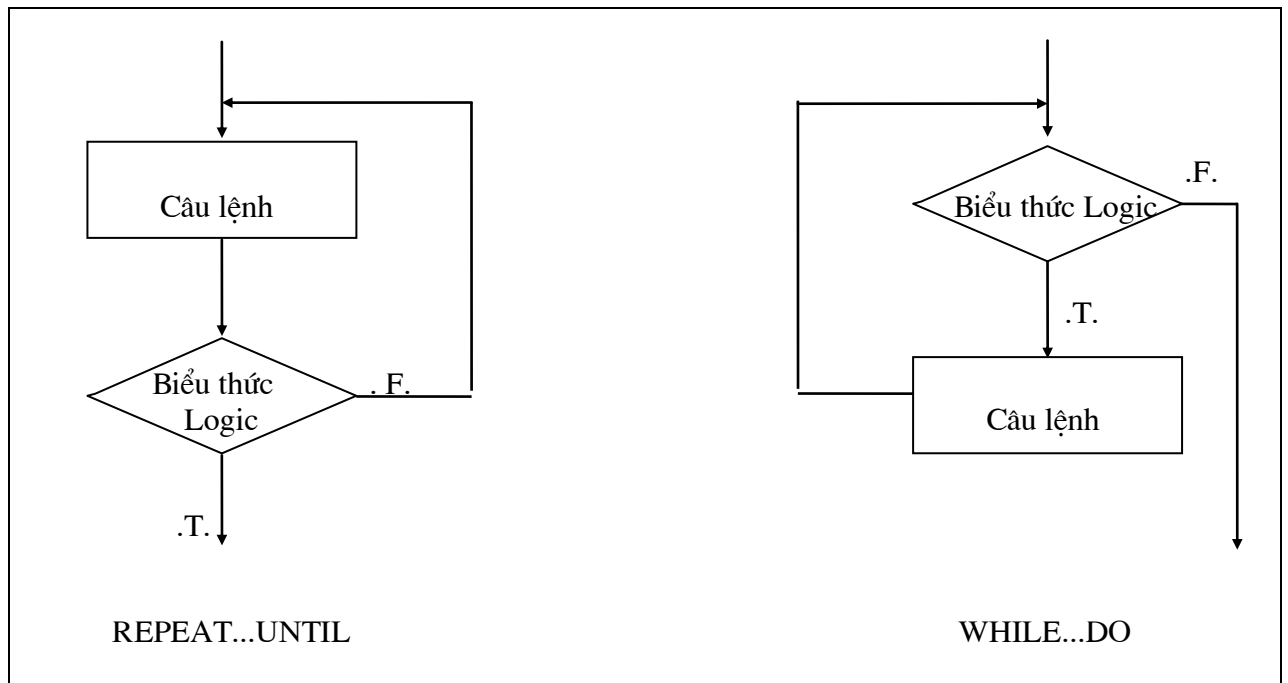 Câu lệnh
Biểu thức
Logic
. F.
.T.
REPEAT...UNTIL
.F.
Biểu thức Logic
.T.
Câu lệnh
WHILE...DO